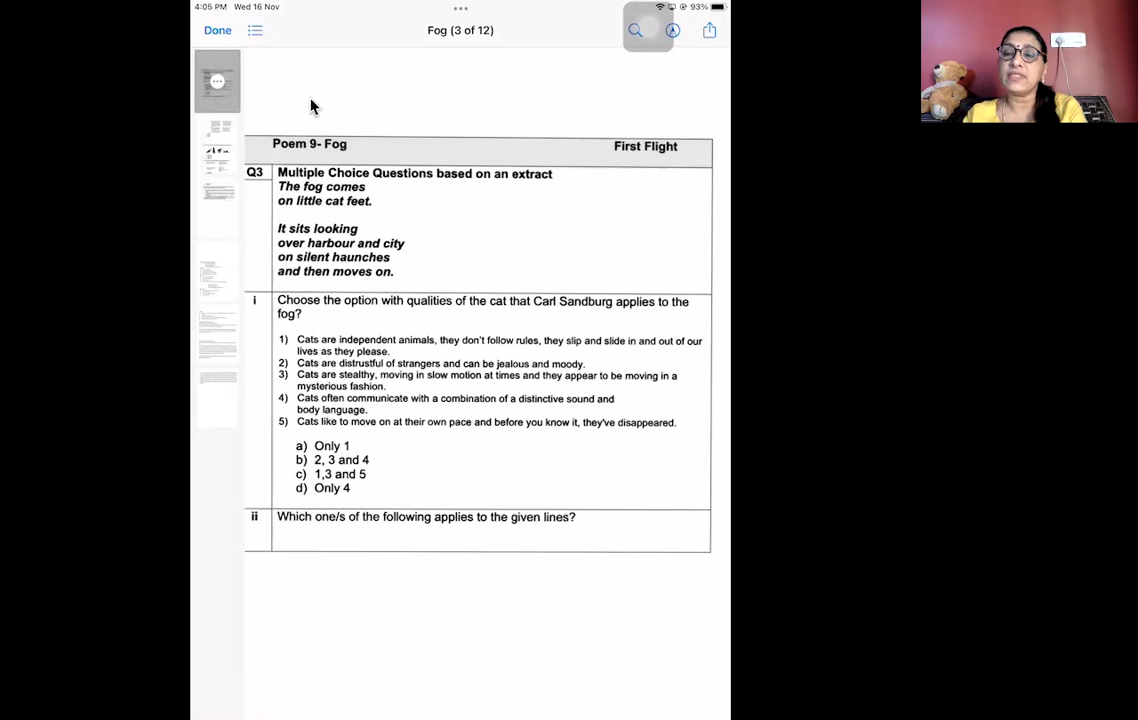 4:05 PM Wed 16 Nov
93%
Done
Fog (3 of 12)
Poem 9- Fog First Flight
Q3 Multiple Choice Questions based on an extract
The fog comes
on little cat feet.
It sits looking
over harbour and city
on silent haunches
and then moves on.
i Choose the option with qualities of the cat that Carl Sandburg applies to the
fog?
1) Cats are independent animals, they don't follow rules, they slip and slide in and out of our
lives as they please.
2) Cats are distrustful of strangers and can be jealous and moody.
3) Cats are stealthy, moving in slow motion at times and they appear to be moving in a
mysterious fashion.
4) Cats often communicate with a combination of a distinctive sound and
body language.
5) Cats like to move on at their own pace and before you know it, they've disappeared.
a) Only 1
b) 2, 3 and 4
c) 1,3 and 5
d) Only 4
ii Which one/s of the following applies to the given lines?